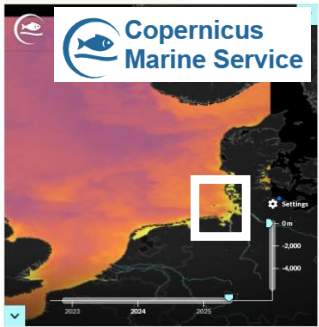 Copernicus
Marine Service
Settings
0 m
-2,000
-4,000
2023
2024
2025